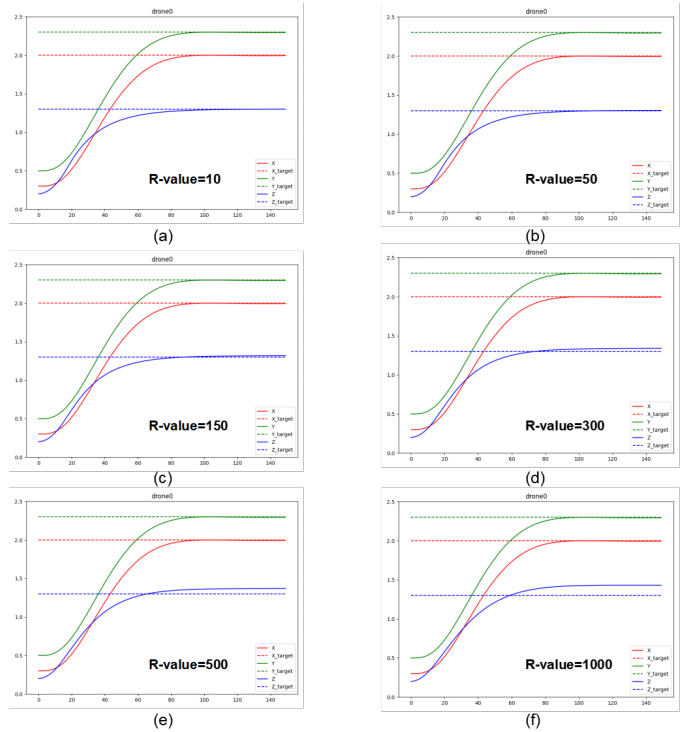 drone0
2.5
2.0
1.5
1.0
0.5
0.0
0 20 40 60 80 100 120 140
X
X_target
Y
Y_target
Z
Z_target
R-value=10
(a)
drone0
2.5
2.0
1.5
1.0
0.5
0.0
0 20 40 60 80 100 120 140
X
X_target
Y
Y_target
Z
Z_target
R-value=50
(b)
drone0
2.5
2.0
1.5
1.0
0.5
0.0
0 20 40 60 80 100 120 140
X
X_target
Y
Y_target
Z
Z_target
R-value=150
(c)
drone0
2.5
2.0
1.5
1.0
0.5
0.0
0 20 40 60 80 100 120 140
X
X_target
Y
Y_target
Z
Z_target
R-value=300
(d)
drone0
2.5
2.0
1.5
1.0
0.5
0.0
0 20 40 60 80 100 120 140
X
X_target
Y
Y_target
Z
Z_target
R-value=500
(e)
drone0
2.5
2.0
1.5
1.0
0.5
0.0
0 20 40 60 80 100 120 140
X
X_target
Y
Y_target
Z
Z_target
R-value=1000
(f)